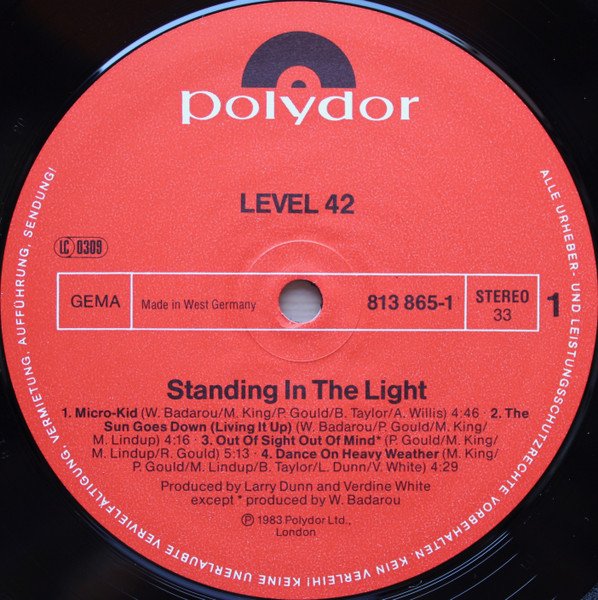 polydor
LEVEL 42
LC 0309
GEMA
Made in West Germany
813 865-1
STEREO
33
1
Standing In The Light
1. Micro-Kid (W. Badarou/M. King/P. Gould/B. Taylor/A. Willis) 4:46 · 2. The
Sun Goes Down (Living It Up) (W. Badarou/P. Gould/M. King/
M. Lindup) 4:16 · 3. Out Of Sight Out Of Mind* (P. Gould/M. King/
M. Lindup/R. Gould) 5:13 · 4. Dance On Heavy Weather (M. King/
P. Gould/M. Lindup/B. Taylor/L. Dunn/V. White) 4:29
Produced by Larry Dunn and Verdine White
except * produced by W. Badarou
Ⓟ 1983 Polydor Ltd.,
London
ALLE URHEBER- UND LEISTUNGSSCHUTZRECHTE VORBEHALTEN. KEIN VERLEIH! KEINE UNERLAUBTE VERVIELFÄLTIGUNG, VERMIETUNG, AUFFÜHRUNG, SENDUNG!